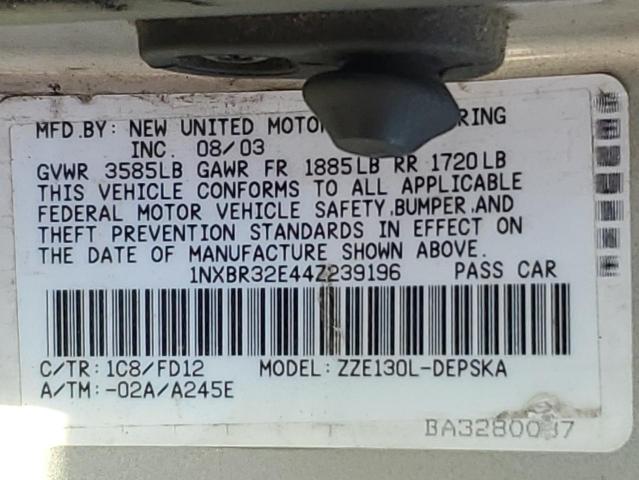 MFD.BY: NEW UNITED MOTOR RING
INC. 08/03
GVWR 3585LB GAWR FR 1885LB RR 1720LB
THIS VEHICLE CONFORMS TO ALL APPLICABLE
FEDERAL MOTOR VEHICLE SAFETY,BUMPER,AND
THEFT PREVENTION STANDARDS IN EFFECT ON
THE DATE OF MANUFACTURE SHOWN ABOVE.
1NXBR32E44Z239196 PASS CAR
C/TR: 1C8/FD12 MODEL: ZZE130L-DEPSKA
A/TM: -02A/A245E